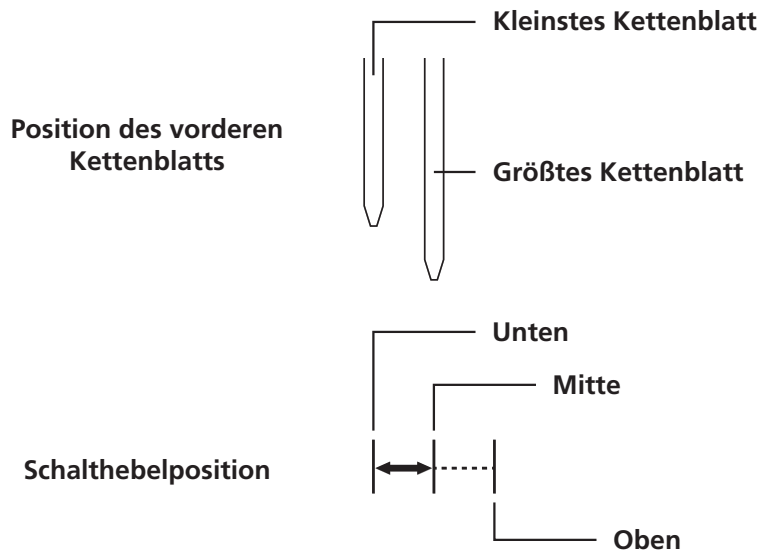 Kleinstes Kettenblatt
Position des vorderen
Kettenblatts
Größtes Kettenblatt
Unten
Mitte
Schalthebelposition
Oben